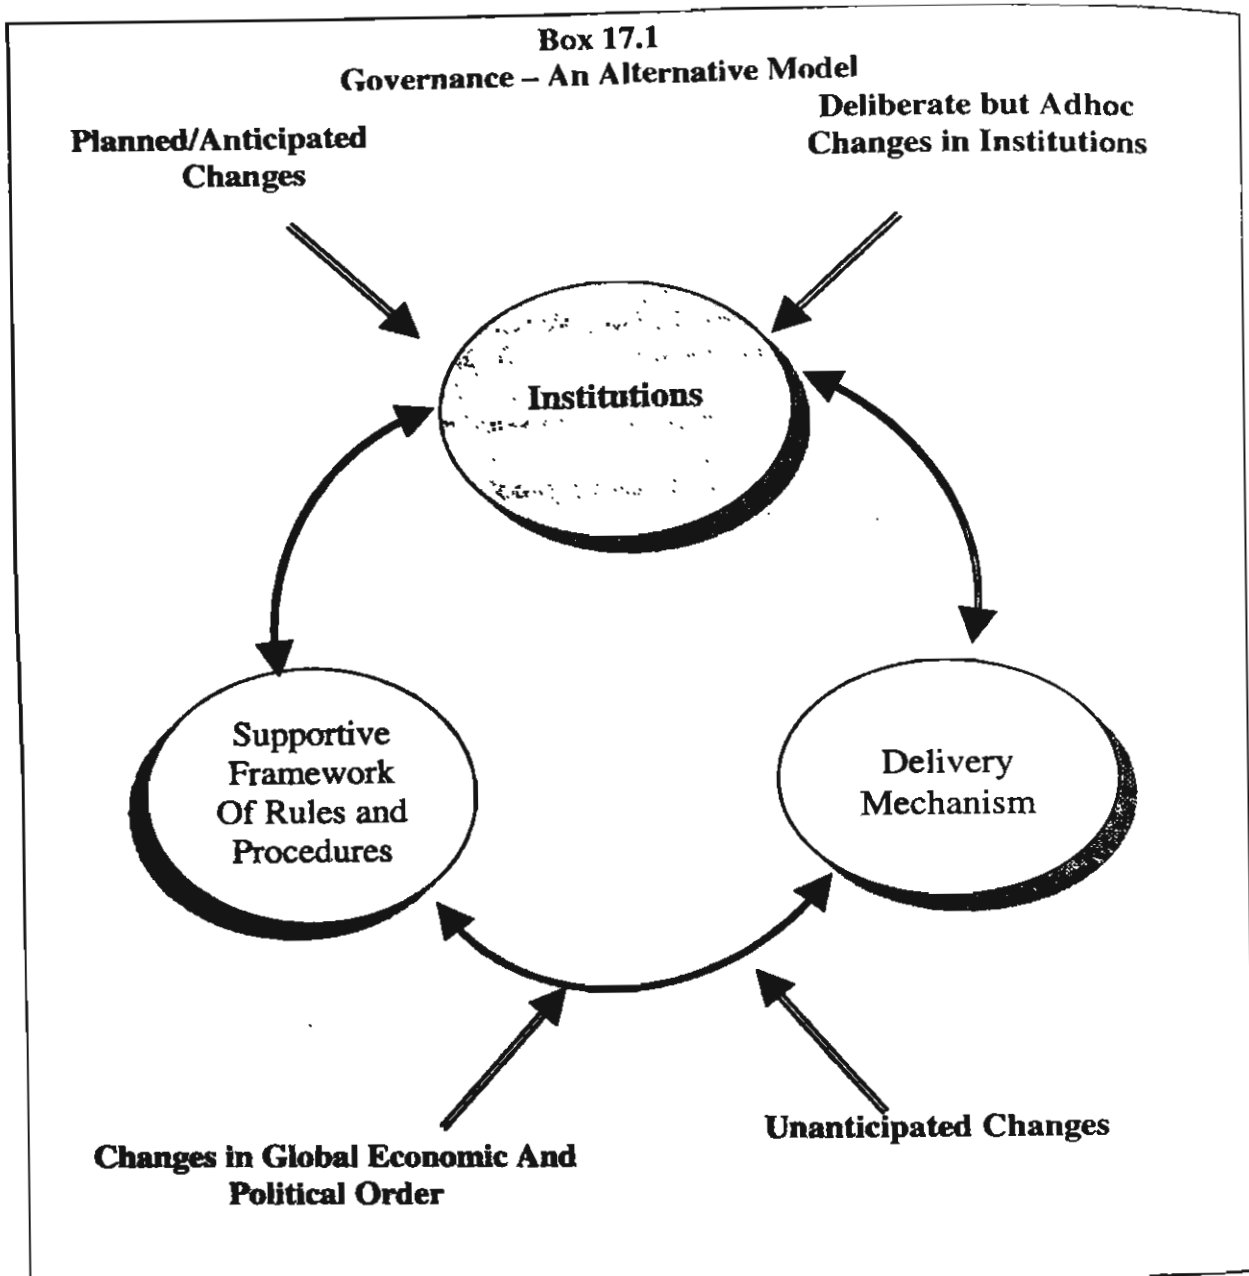 Box 17.1
Governance – An Alternative Model
Planned/Anticipated
Changes
Deliberate but Adhoc
Changes in Institutions
Institutions
Supportive
Framework
Of Rules and
Procedures
Delivery
Mechanism
Changes in Global Economic And
Political Order
Unanticipated Changes